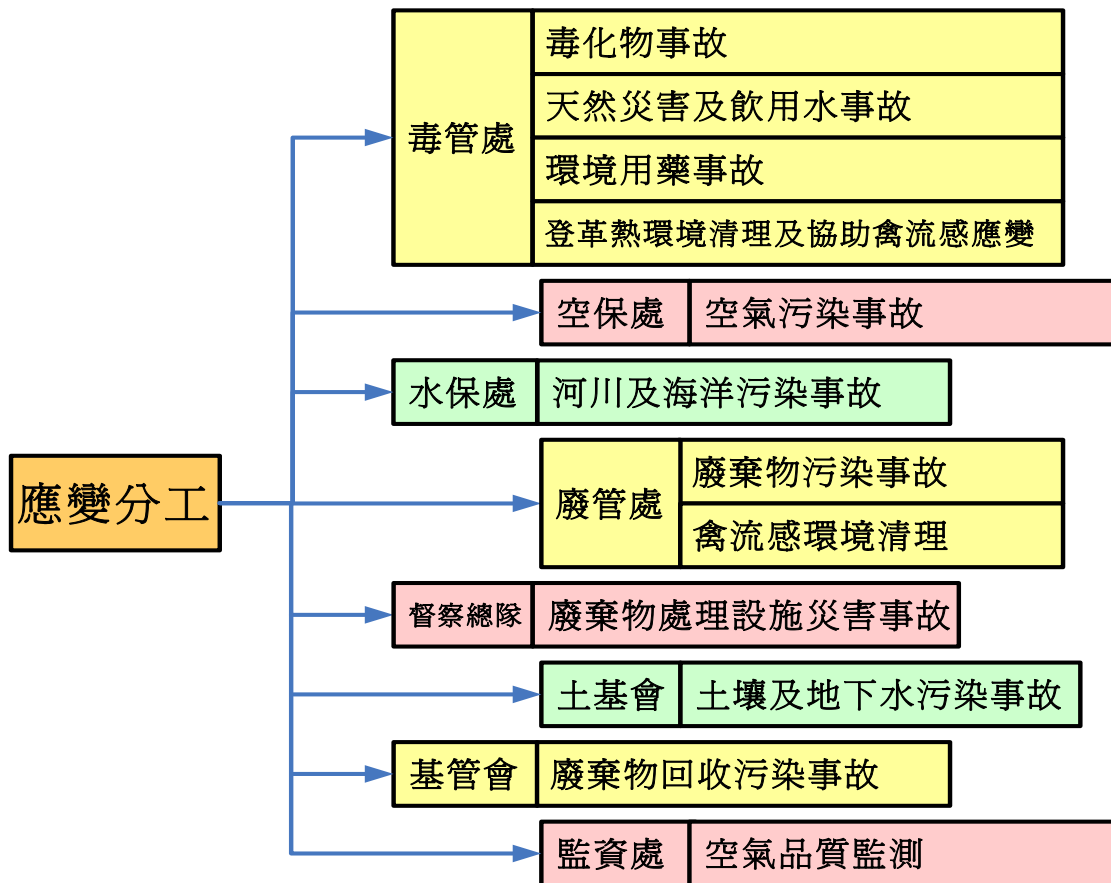 應變分工
毒管處
毒化物事故
天然災害及飲用水事故
環境用藥事故
登革熱環境清理及協助禽流感應變
空保處
空氣污染事故
水保處
河川及海洋污染事故
廢管處
廢棄物污染事故
禽流感環境清理
督察總隊
廢棄物處理設施災害事故
土基會
土壤及地下水污染事故
基管會
廢棄物回收污染事故
監資處
空氣品質監測